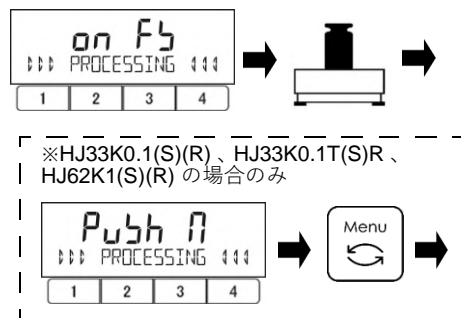 on FS
PROCESSING
1 2 3 4
※HJ33K0.1(S)(R) 、HJ33K0.1T(S)R 、
HJ62K1(S)(R) の場合のみ
PuSh M
PROCESSING
Menu
1 2 3 4